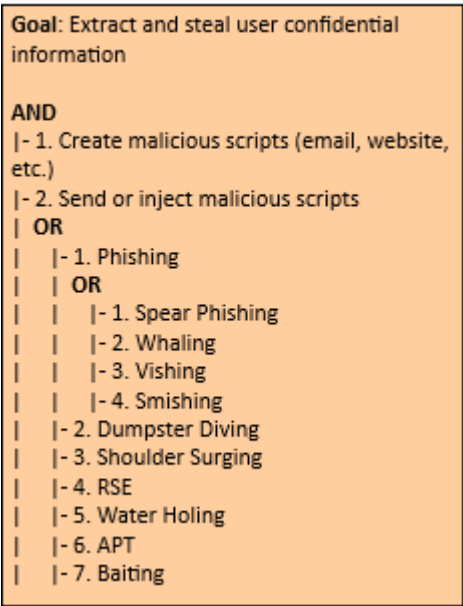 Goal: Extract and steal user confidential
information
AND
|- 1. Create malicious scripts (email, website,
etc.)
|- 2. Send or inject malicious scripts
| OR
| |- 1. Phishing
| | OR
| | |- 1. Spear Phishing
| | |- 2. Whaling
| | |- 3. Vishing
| | |- 4. Smishing
| |- 2. Dumpster Diving
| |- 3. Shoulder Surging
| |- 4. RSE
| |- 5. Water Holing
| |- 6. APT
| |- 7. Baiting